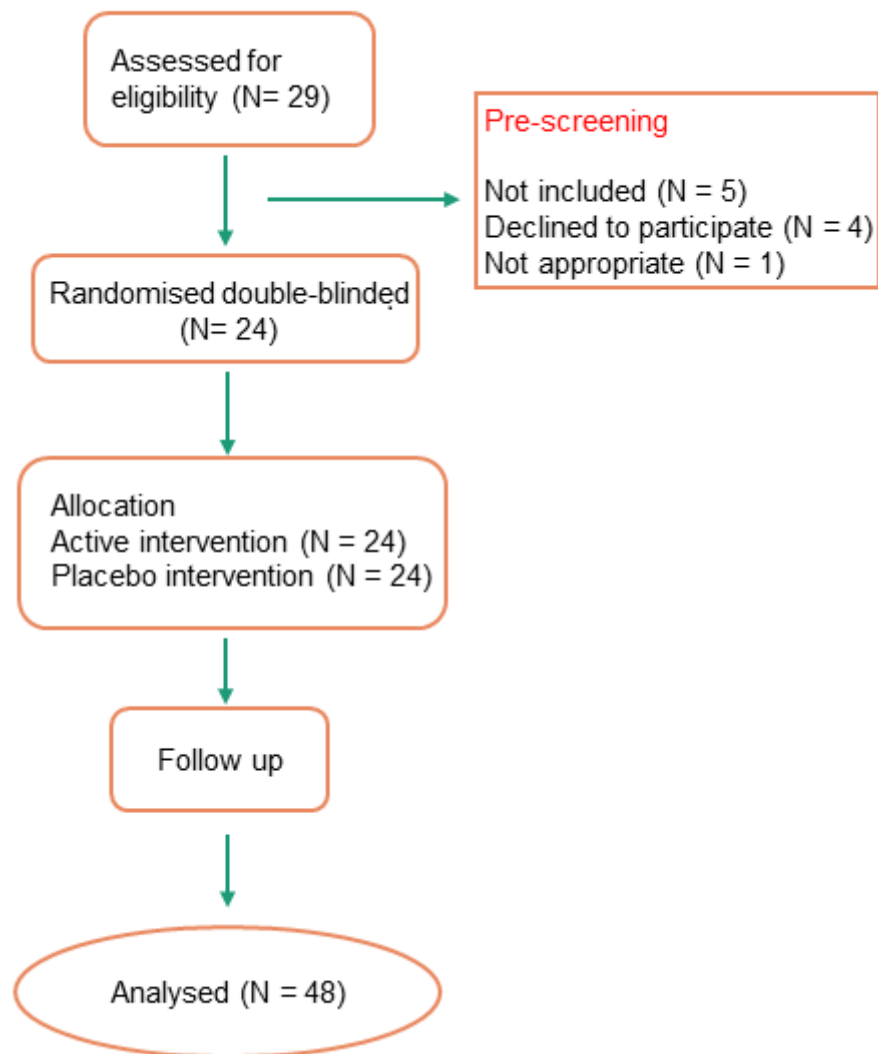 Assessed for
eligibility (N= 29)
Pre-screening
Not included (N = 5)
Declined to participate (N = 4)
Not appropriate (N = 1)
Randomised double-blinded
(N= 24)
Allocation
Active intervention (N = 24)
Placebo intervention (N = 24)
Follow up
Analysed (N = 48)